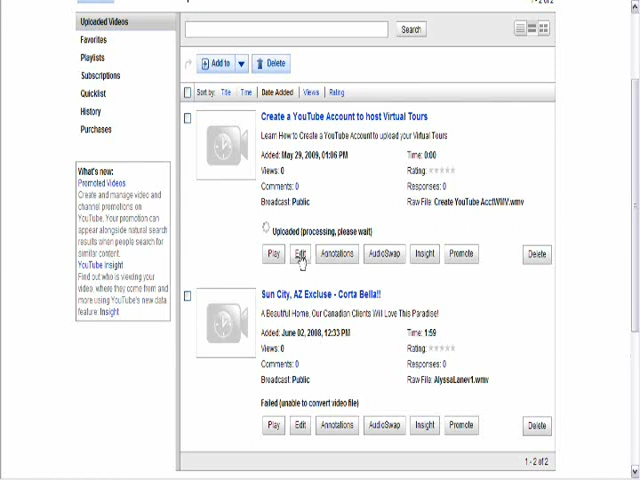 Uploaded Videos
Favorites
Playlists
Subscriptions
Quicklist
History
Purchases
What's new:
Promoted Videos
Create and manage video and
channel promotions on
YouTube. Your promotion
can appear alongside natural search
results when people search for
similar content.
YouTube Insight
Find out who is viewing your
video, where they come from and
more using YouTube's new data
feature: Insight
Search
Add to
Delete
Sort by: Title Time Date Added Views Rating
Create a YouTube Account to host Virtual Tours
Learn How to Create a YouTube Account to upload your Virtual Tours
Added: May 29, 2009, 01:06 PM Time: 0:00
Views: 0 Rating:
Comments: 0 Responses: 0
Broadcast: Public Raw File: Create YouTube AcctWMV.wmv
Uploaded (processing, please wait)
Play Edit Annotations AudioSwap Insight Promote Delete
Sun City, AZ Excluse - Corta Bella!!
A Beautiful Home. Our Canadian Clients Will Love This Paradise!
Added: June 02, 2008, 12:33 PM Time: 1:59
Views: 0 Rating:
Comments: 0 Responses: 0
Broadcast: Public Raw File: AlyssaLanev1.wmv
Failed (unable to convert video file)
Play Edit Annotations AudioSwap Insight Promote Delete
1 - 2 of 2